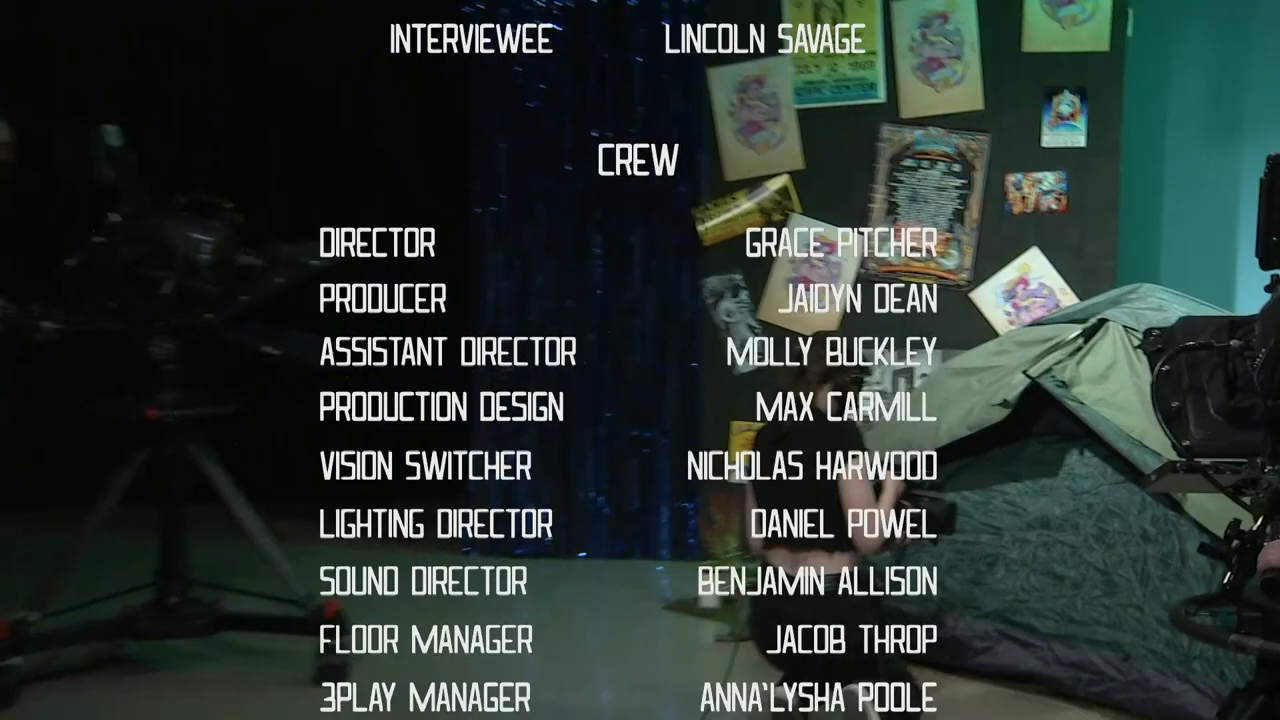 INTERVIEWEE LINCOLN SAVAGE
CREW
DIRECTOR GRACE PITCHER
PRODUCER JAIDYN DEAN
ASSISTANT DIRECTOR MOLLY BUCKLEY
PRODUCTION DESIGN MAX CARMILL
VISION SWITCHER NICHOLAS HARWOOD
LIGHTING DIRECTOR DANIEL POWEL
SOUND DIRECTOR BENJAMIN ALLISON
FLOOR MANAGER JACOB THROP
3PLAY MANAGER ANNA'LYSHA POOLE